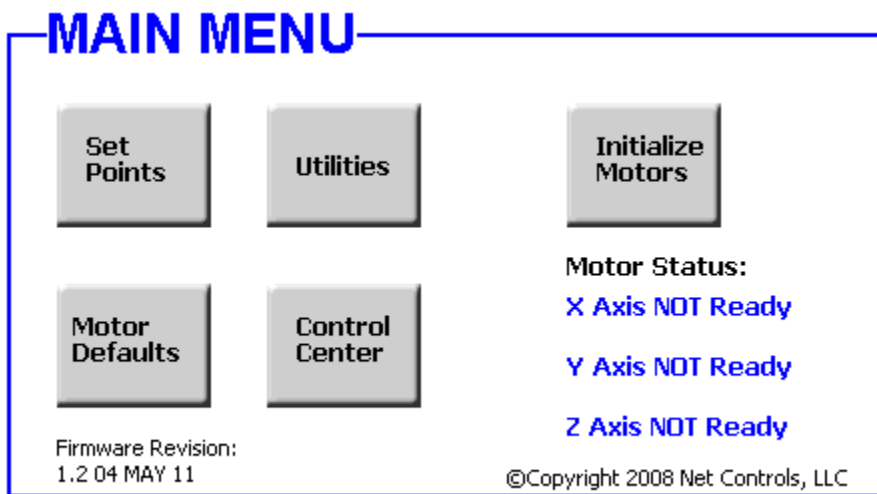 MAIN MENU
Set
Points
Utilities
Initialize
Motors
Motor Status:
X Axis NOT Ready
Motor
Defaults
Control
Center
Y Axis NOT Ready
Z Axis NOT Ready
Firmware Revision:
1.2 04 MAY 11
©Copyright 2008 Net Controls, LLC